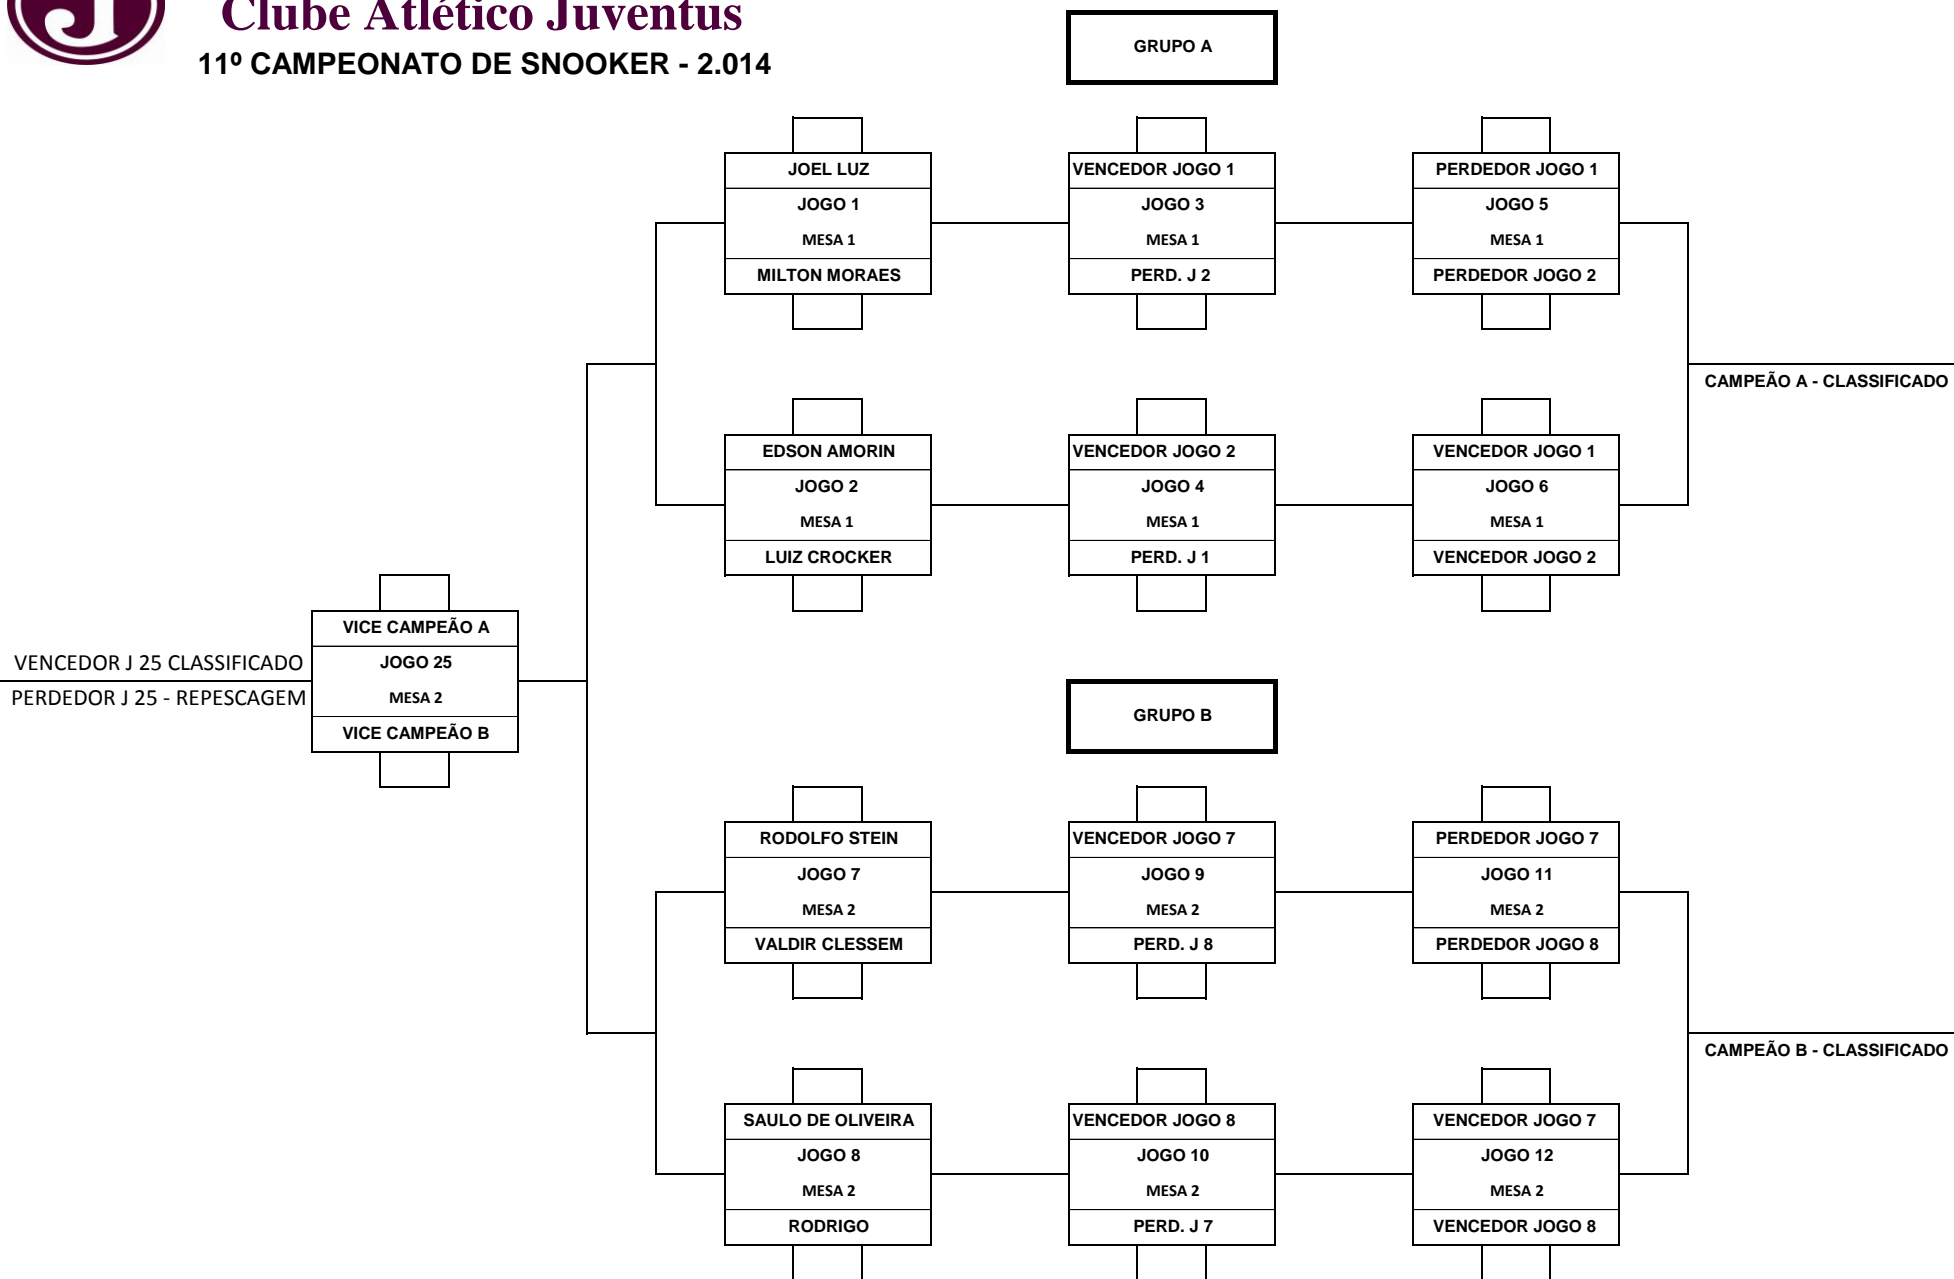 J
Clube Atlético Juventus
11º CAMPEONATO DE SNOOKER - 2.014
GRUPO A
JOEL LUZ
JOGO 1
MESA 1
MILTON MORAES
VENCEDOR JOGO 1
JOGO 3
MESA 1
PERD. J 2
PERDEDOR JOGO 1
JOGO 5
MESA 1
PERDEDOR JOGO 2
CAMPEÃO A - CLASSIFICADO
EDSON AMORIN
JOGO 2
MESA 1
LUIZ CROCKER
VENCEDOR JOGO 2
JOGO 4
MESA 1
PERD. J 1
VENCEDOR JOGO 1
JOGO 6
MESA 1
VENCEDOR JOGO 2
VENCEDOR J 25 CLASSIFICADO
PERDEDOR J 25 - REPESCAGEM
VICE CAMPEÃO A
JOGO 25
MESA 2
VICE CAMPEÃO B
GRUPO B
RODOLFO STEIN
JOGO 7
MESA 2
VALDIR CLESSEM
VENCEDOR JOGO 7
JOGO 9
MESA 2
PERD. J 8
PERDEDOR JOGO 7
JOGO 11
MESA 2
PERDEDOR JOGO 8
CAMPEÃO B - CLASSIFICADO
SAULO DE OLIVEIRA
JOGO 8
MESA 2
RODRIGO
VENCEDOR JOGO 8
JOGO 10
MESA 2
PERD. J 7
VENCEDOR JOGO 7
JOGO 12
MESA 2
VENCEDOR JOGO 8